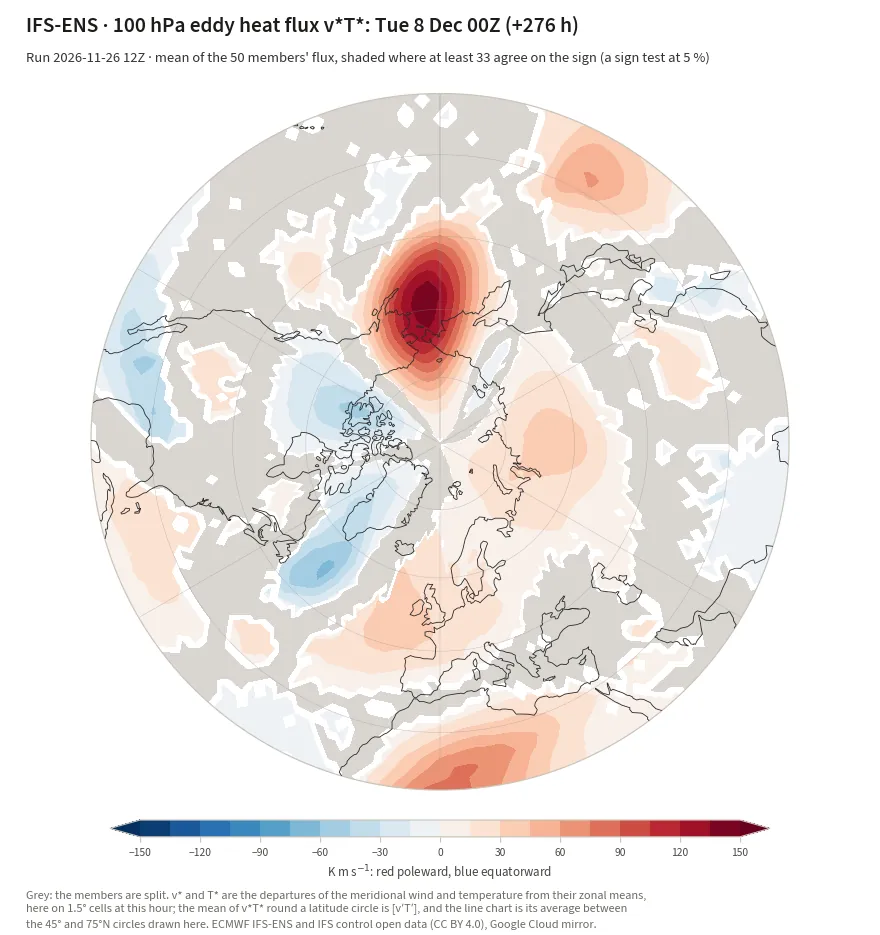 IFS-ENS · 100 hPa eddy heat flux v*T*: Tue 8 Dec 00Z (+276 h)
Run 2026-11-26 12Z · mean of the 50 members' flux, shaded where at least 33 agree on the sign (a sign test at 5 %)
−150 −120 −90 −60 −30 0 30 60 90 120 150
K m s⁻¹: red poleward, blue equatorward
Grey: the members are split. v* and T* are the departures of the meridional wind and temperature from their zonal means,
here on 1.5° cells at this hour; the mean of v*T* round a latitude circle is [v'T'], and the line chart is its average between
the 45° and 75°N circles drawn here. ECMWF IFS-ENS and IFS control open data (CC BY 4.0), Google Cloud mirror.